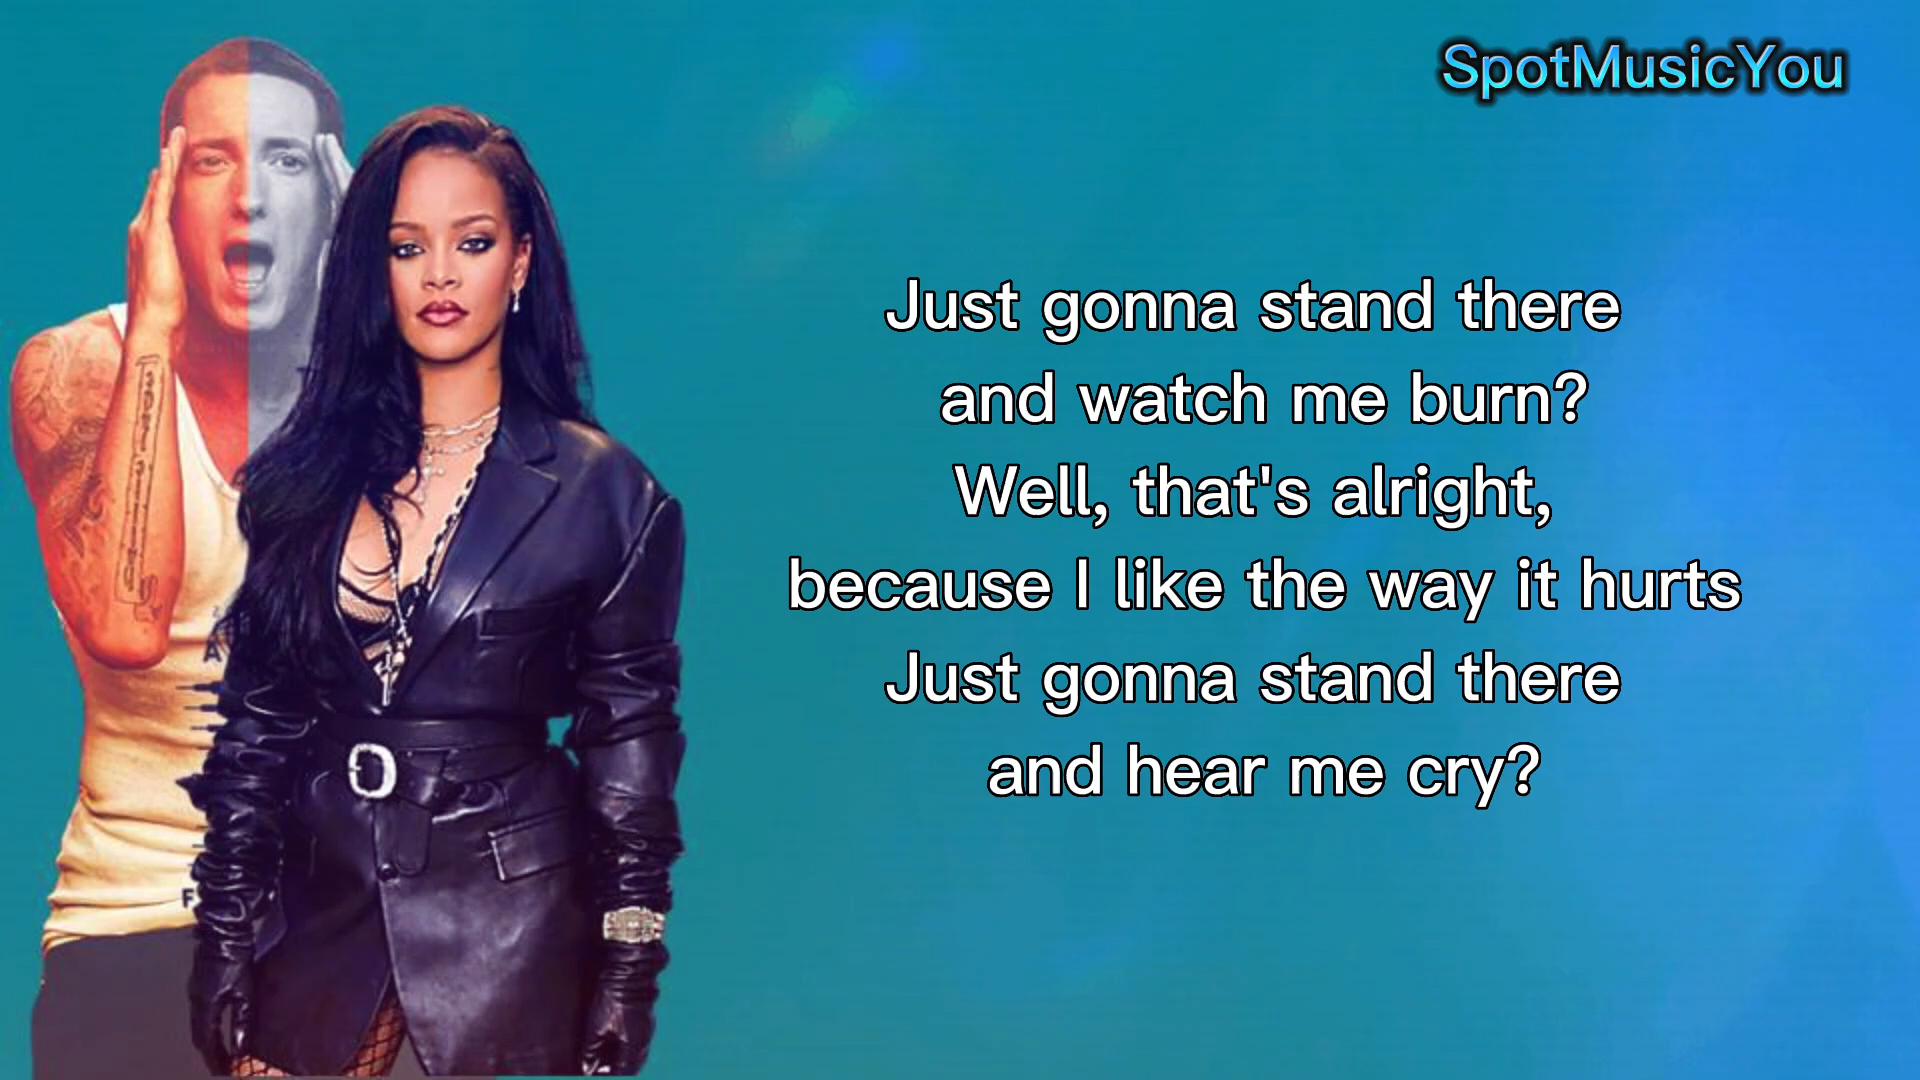 SpotMusicYou
Just gonna stand there
and watch me burn?
Well, that's alright,
because I like the way it hurts
Just gonna stand there
and hear me cry?
A
F